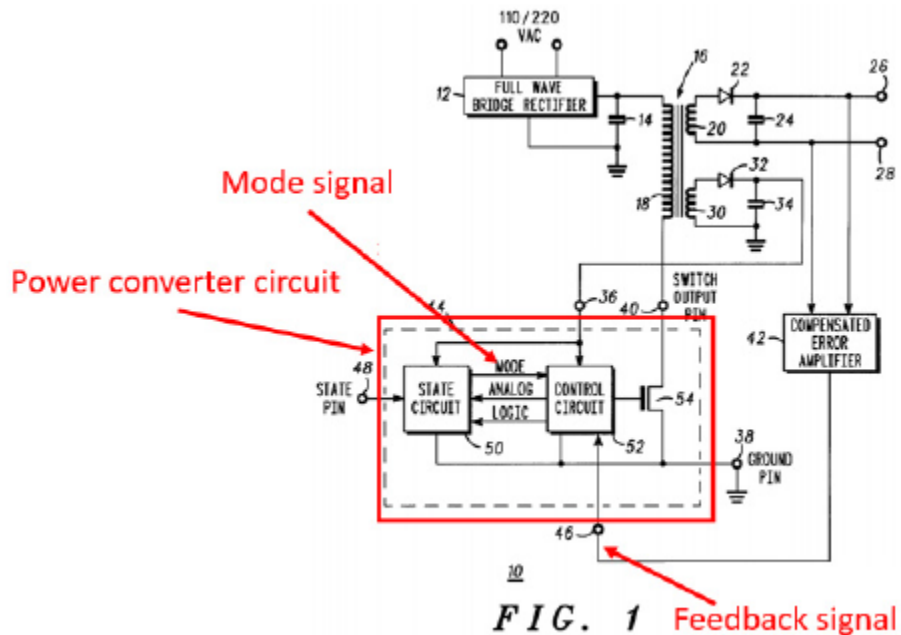 110/220
VAC
16
22
26
12
FULL WAVE
BRIDGE RECTIFIER
14
20
24
28
Mode signal
18
30
32
34
Power converter circuit
44
36
40
SWITCH
OUTPUT
PIN
42
COMPENSATED
ERROR
AMPLIFIER
48
STATE
PIN
STATE
CIRCUIT
50
MODE
ANALOG
LOGIC
CONTROL
CIRCUIT
52
54
38
GROUND
PIN
46
10
FIG. 1
Feedback signal